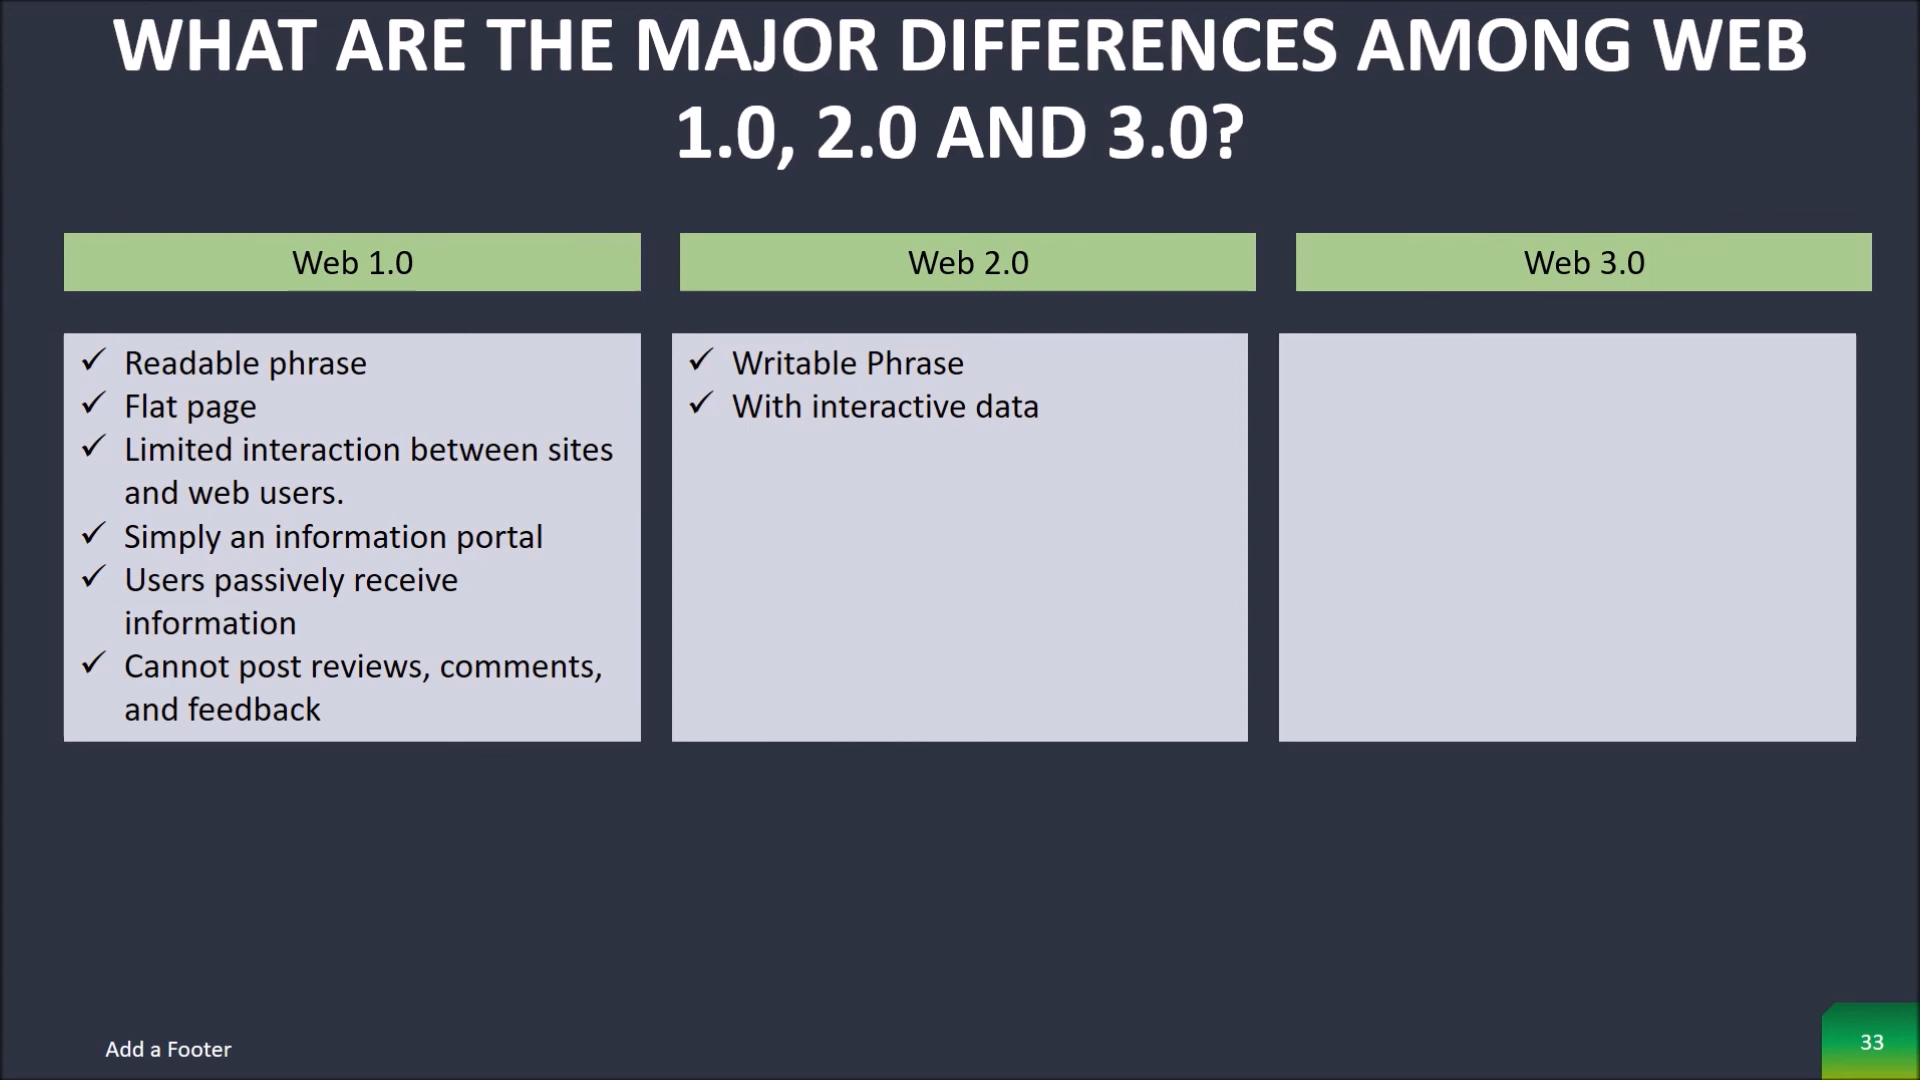 WHAT ARE THE MAJOR DIFFERENCES AMONG WEB
1.0, 2.0 AND 3.0?
Web 1.0
Web 2.0
Web 3.0
✓ Readable phrase
✓ Flat page
✓ Limited interaction between sites
and web users.
✓ Simply an information portal
✓ Users passively receive
information
✓ Cannot post reviews, comments,
and feedback
✓ Writable Phrase
✓ With interactive data
Add a Footer
33